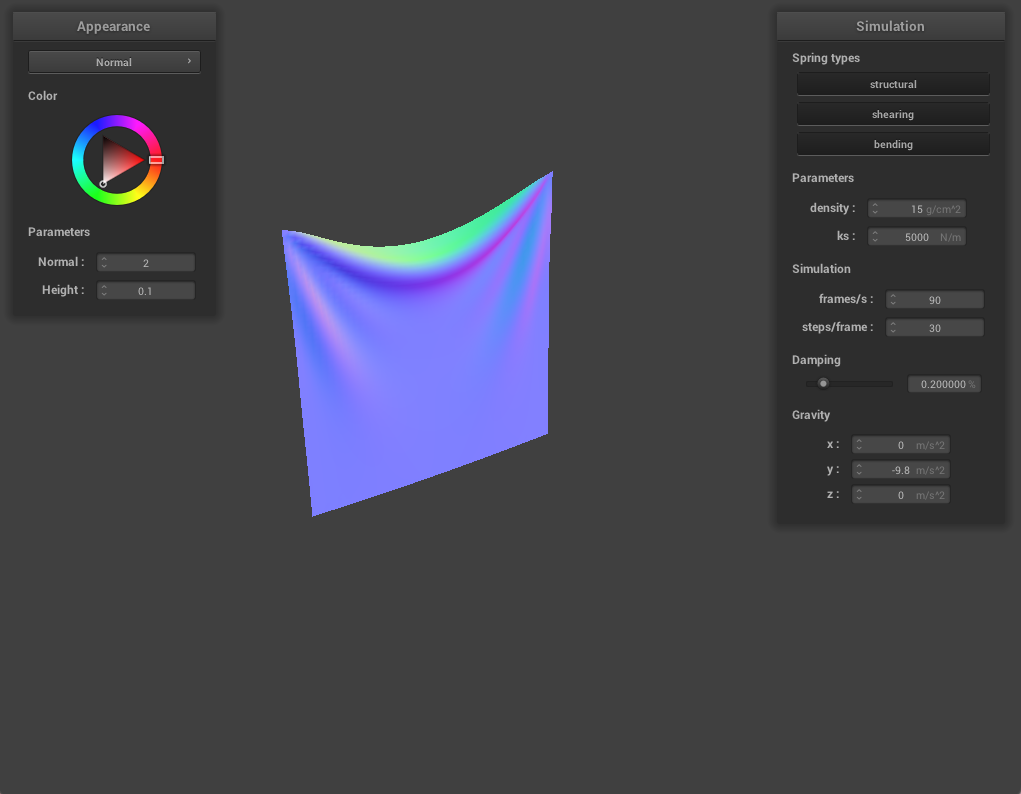 Appearance
Normal ›
Color
Parameters
Normal : 2
Height : 0.1
Simulation
Spring types
structural
shearing
bending
Parameters
density : 15 g/cm^2
ks : 5000 N/m
Simulation
frames/s : 90
steps/frame : 30
Damping
0.200000 %
Gravity
x : 0 m/s^2
y : -9.8 m/s^2
z : 0 m/s^2